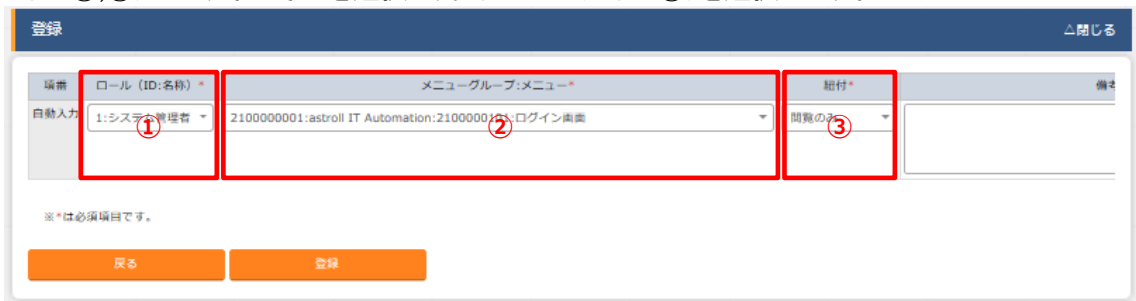 登録
△閉じる
項番 ロール（ID:名称）* メニューグループ:メニュー* 紐付* 備考
自動入力 1:システム管理者 2100000001:astroll IT Automation:2100000101:ログイン画面 閲覧のみ
① ② ③
※*は必須項目です。
戻る 登録